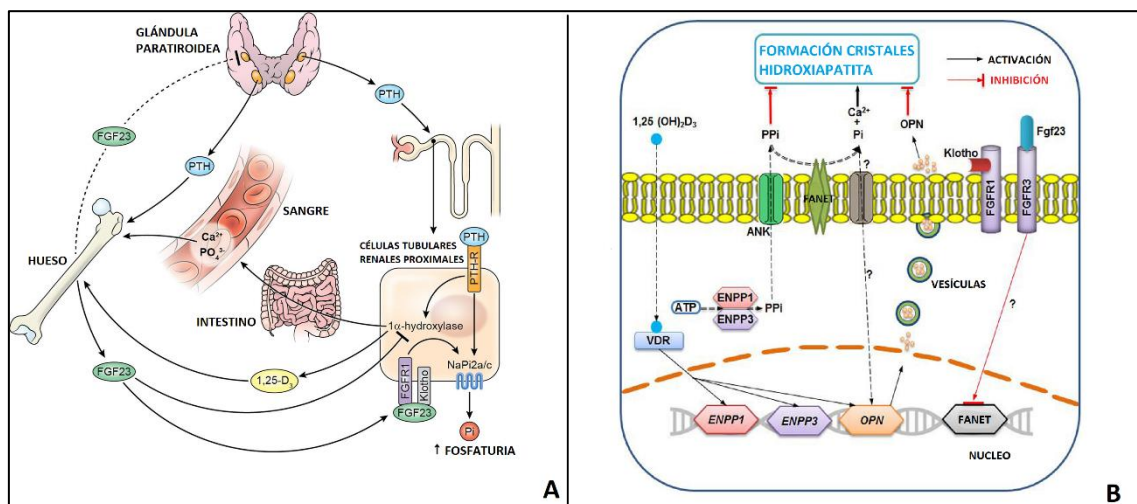 GLÁNDULA
PARATIROIDEA
PTH
FGF23
PTH
SANGRE
Ca²⁺
PO₄³⁻
HUESO
CÉLULAS TUBULARES
RENALES PROXIMALES
PTH
PTH-R
INTESTINO
1α-hydroxylase
NaPi2a/c
FGFR1
Klotho
FGF23
1,25-D₃
FGF23
Pi
↑ FOSFATURIA
A
FORMACIÓN CRISTALES
HIDROXIAPATITA
ACTIVACIÓN
INHIBICIÓN
1,25 (OH)₂D₃
PPi
Ca²⁺
+
Pi
OPN
Fgf23
Klotho
?
FGFR1
FGFR3
FANET
ANK
?
VESÍCULAS
?
ATP
ENPP1
ENPP3
PPi
VDR
ENPP1
ENPP3
OPN
FANET
NUCLEO
B